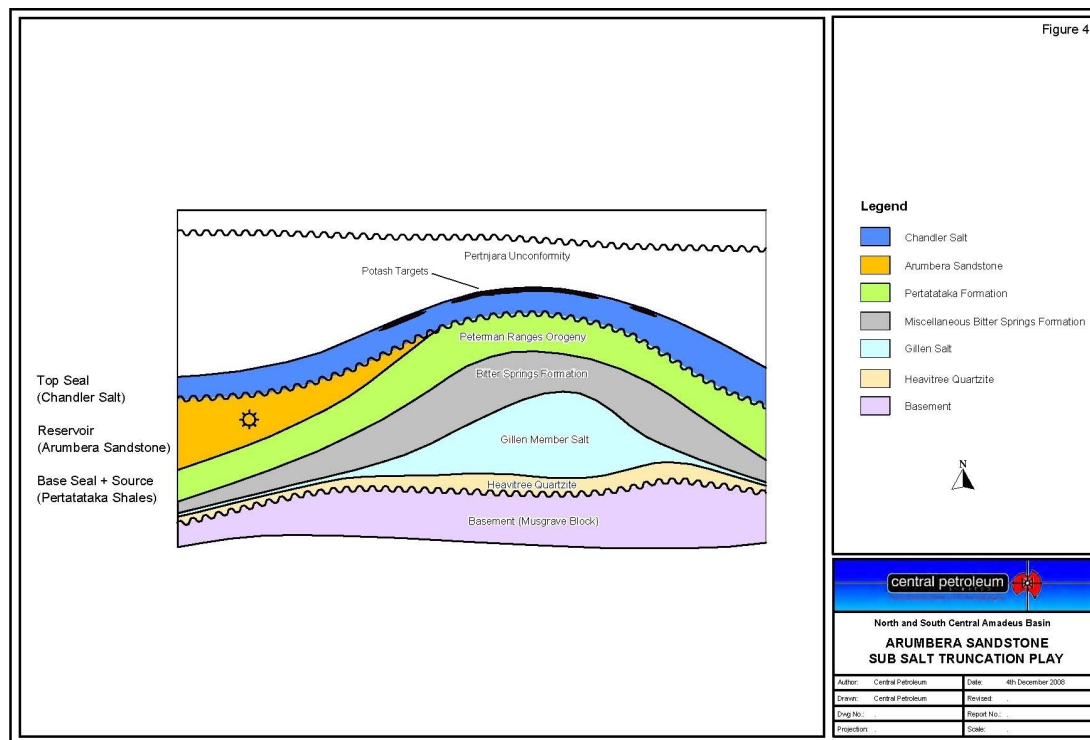 Figure 4
Pertnjara Unconformity
Potash Targets
Peterman Ranges Orogeny
Bitter Springs Formation
Gillen Member Salt
Heavitree Quartzite
Basement (Musgrave Block)
Top Seal
(Chandler Salt)
Reservoir
(Arumbera Sandstone)
Base Seal + Source
(Pertatataka Shales)
Legend
Chandler Salt
Arumbera Sandstone
Pertatataka Formation
Miscellaneous Bitter Springs Formation
Gillen Salt
Heavitree Quartzite
Basement
N
central petroleum
North and South Central Amadeus Basin
ARUMBERA SANDSTONE
SUB SALT TRUNCATION PLAY
Author: Central Petroleum Date: 4th December 2008
Drawn: Central Petroleum Revised: .
Dwg No.: . Report No.: .
Projection: . Scale: .